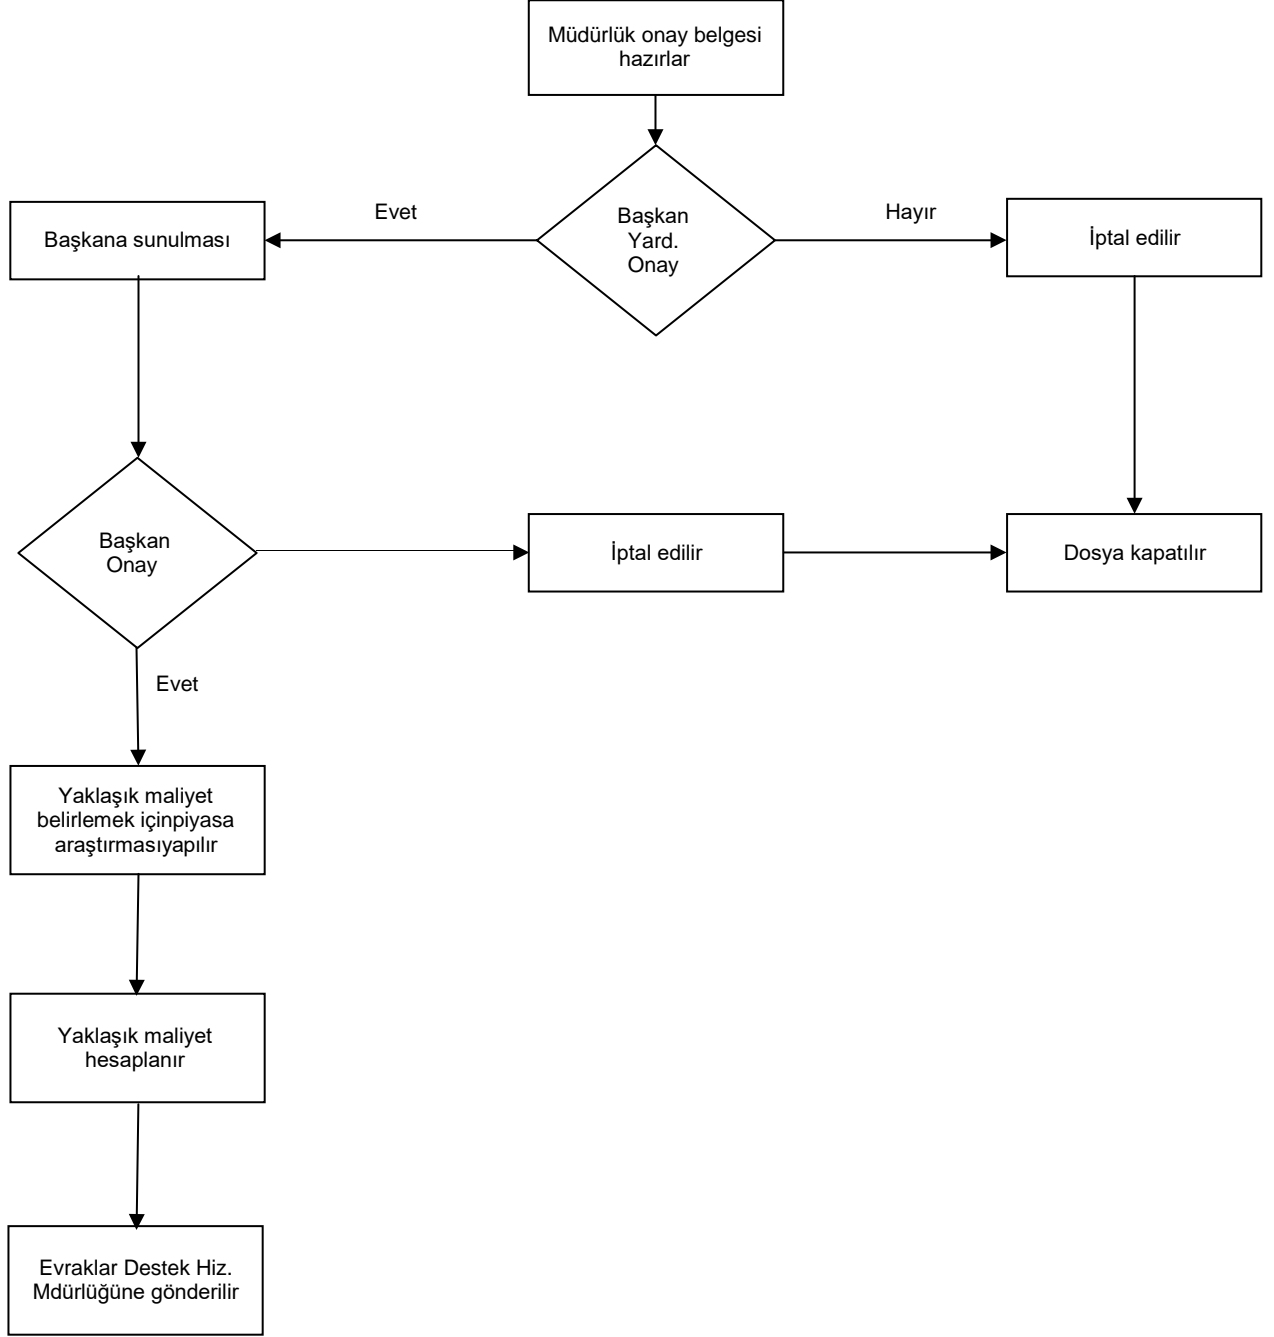 Müdürlük onay belgesi
hazırlar
Evet
Hayır
Başkan
Yard.
Onay
Başkana sunulması
İptal edilir
Başkan
Onay
İptal edilir
Dosya kapatılır
Evet
Yaklaşık maliyet
belirlemek içinpiyasa
araştırmasıyapılır
Yaklaşık maliyet
hesaplanır
Evraklar Destek Hiz.
Mdürlüğüne gönderilir